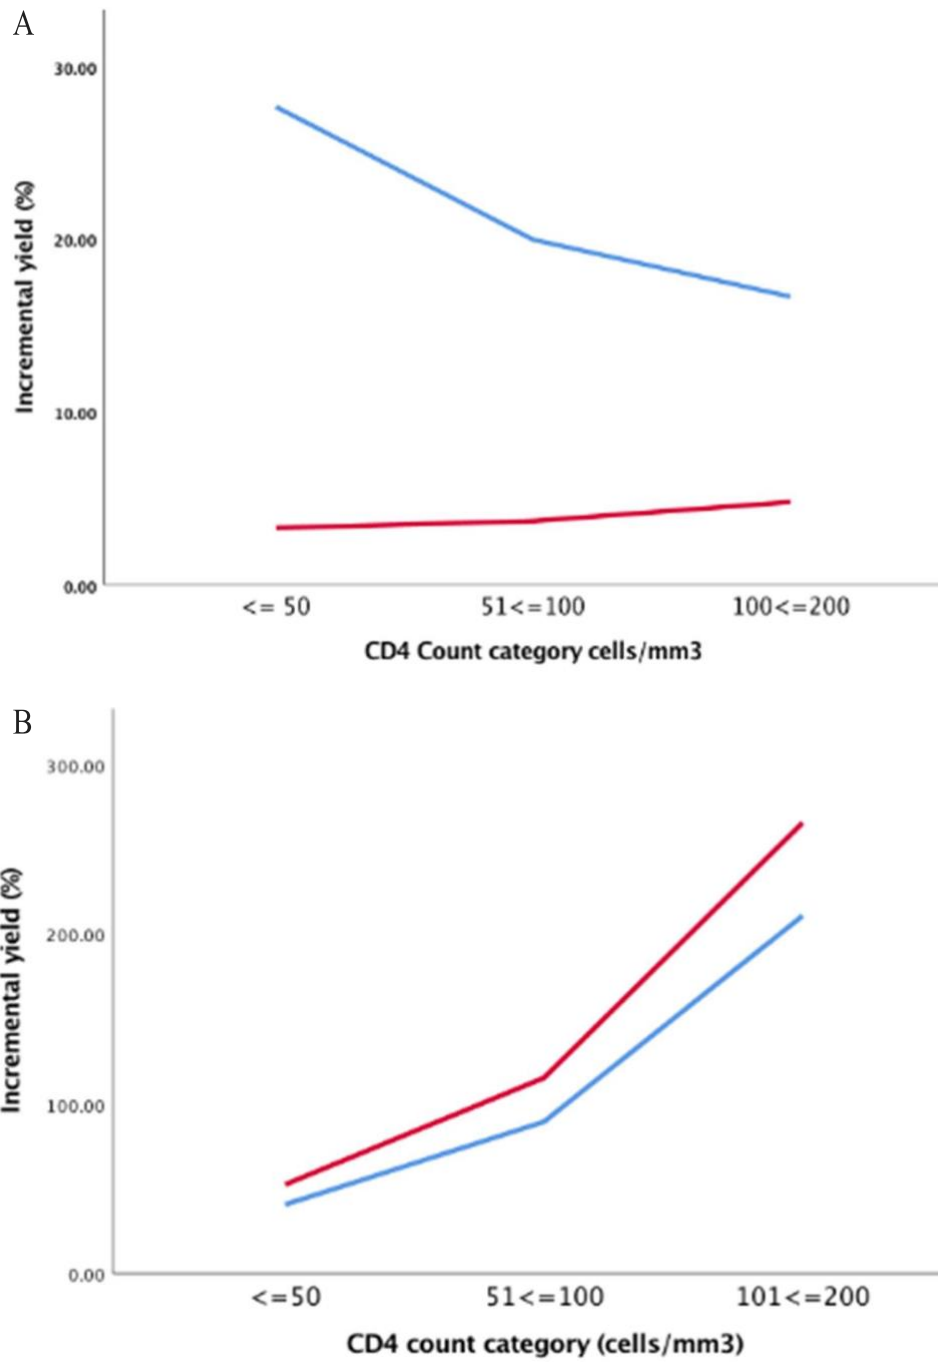 A
30.00
20.00
10.00
0.00
Incremental yield (%)
<= 50 51<=100 100<=200
CD4 Count category cells/mm3
B
300.00
200.00
100.00
0.00
Incremental yield (%)
<=50 51<=100 101<=200
CD4 count category (cells/mm3)